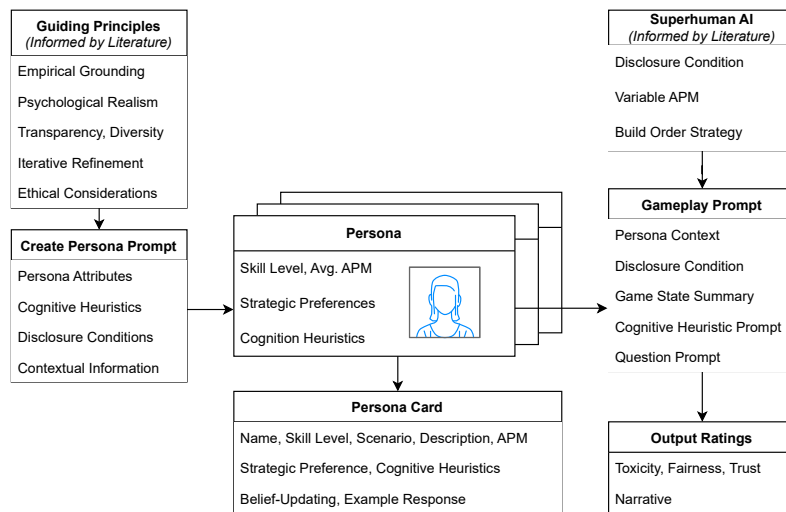 Guiding Principles
(Informed by Literature)
Empirical Grounding
Psychological Realism
Transparency, Diversity
Iterative Refinement
Ethical Considerations
Create Persona Prompt
Persona Attributes
Cognitive Heuristics
Disclosure Conditions
Contextual Information
Persona
Skill Level, Avg. APM
Strategic Preferences
Cognition Heuristics
Persona Card
Name, Skill Level, Scenario, Description, APM
Strategic Preference, Cognitive Heuristics
Belief-Updating, Example Response
Superhuman AI
(Informed by Literature)
Disclosure Condition
Variable APM
Build Order Strategy
Gameplay Prompt
Persona Context
Disclosure Condition
Game State Summary
Cognitive Heuristic Prompt
Question Prompt
Output Ratings
Toxicity, Fairness, Trust
Narrative